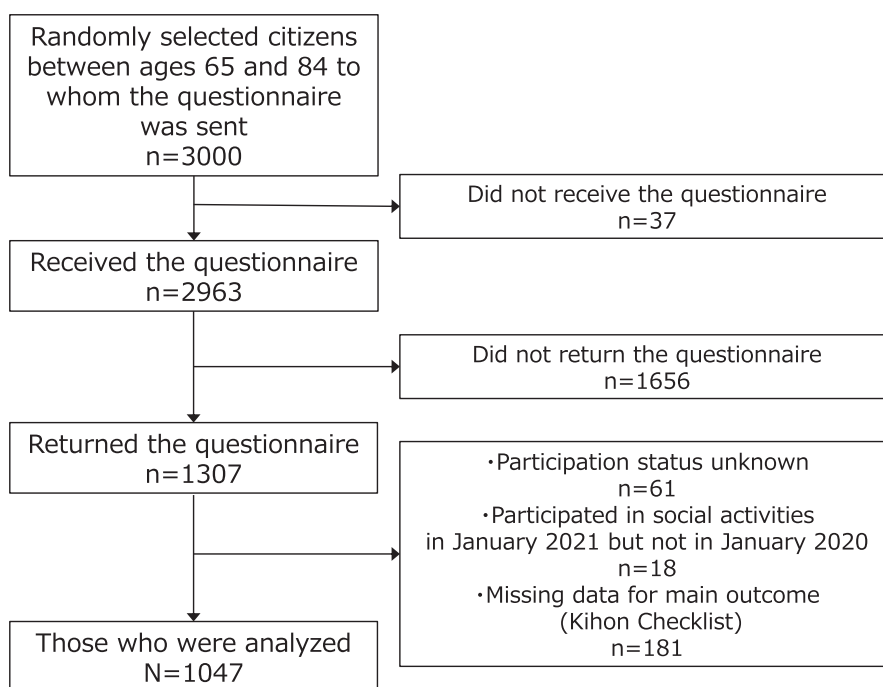 Randomly selected citizens
between ages 65 and 84 to
whom the questionnaire
was sent
n=3000
Did not receive the questionnaire
n=37
Received the questionnaire
n=2963
Did not return the questionnaire
n=1656
Returned the questionnaire
n=1307
・Participation status unknown
n=61
・Participated in social activities
in January 2021 but not in January 2020
n=18
・Missing data for main outcome
(Kihon Checklist)
n=181
Those who were analyzed
N=1047